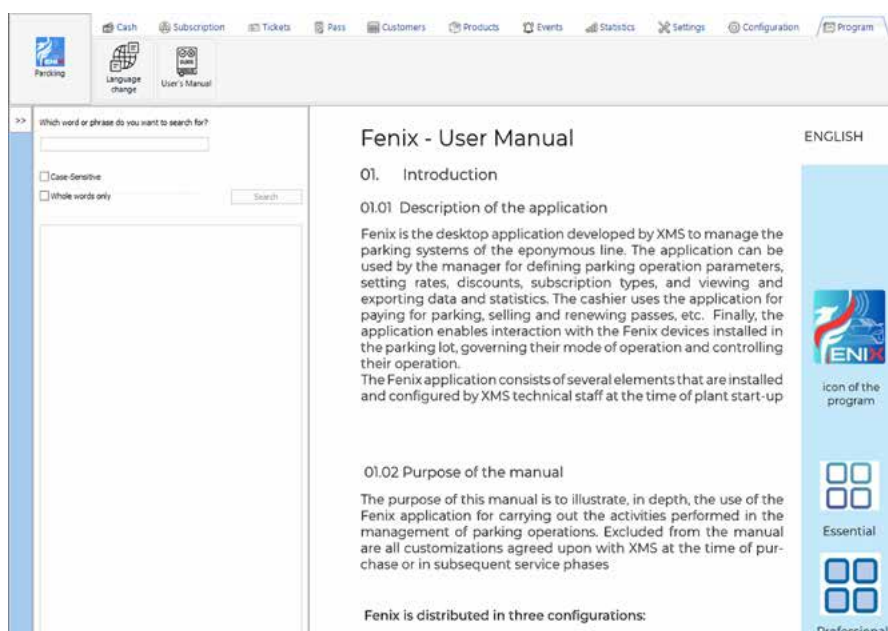 Cash Subscription Tickets Pass Customers Products Events Statistics Settings Configuration Program
Parcking
Language change
User's Manual
>>
Which word or phrase do you want to search for?
Case-Sensitive
Whole words only
Search
Fenix - User Manual
ENGLISH
01. Introduction
01.01 Description of the application
Fenix is the desktop application developed by XMS to manage the
parking systems of the eponymous line. The application can be
used by the manager for defining parking operation parameters,
setting rates, discounts, subscription types, and viewing and
exporting data and statistics. The cashier uses the application for
paying for parking, selling and renewing passes, etc. Finally, the
application enables interaction with the Fenix devices installed in
the parking lot, governing their mode of operation and controlling
their operation.
The Fenix application consists of several elements that are installed
and configured by XMS technical staff at the time of plant start-up
FENIX
icon of the
program
01.02 Purpose of the manual
The purpose of this manual is to illustrate, in depth, the use of the
Fenix application for carrying out the activities performed in the
management of parking operations. Excluded from the manual
are all customizations agreed upon with XMS at the time of pur-
chase or in subsequent service phases
Essential
Fenix is distributed in three configurations:
Professional